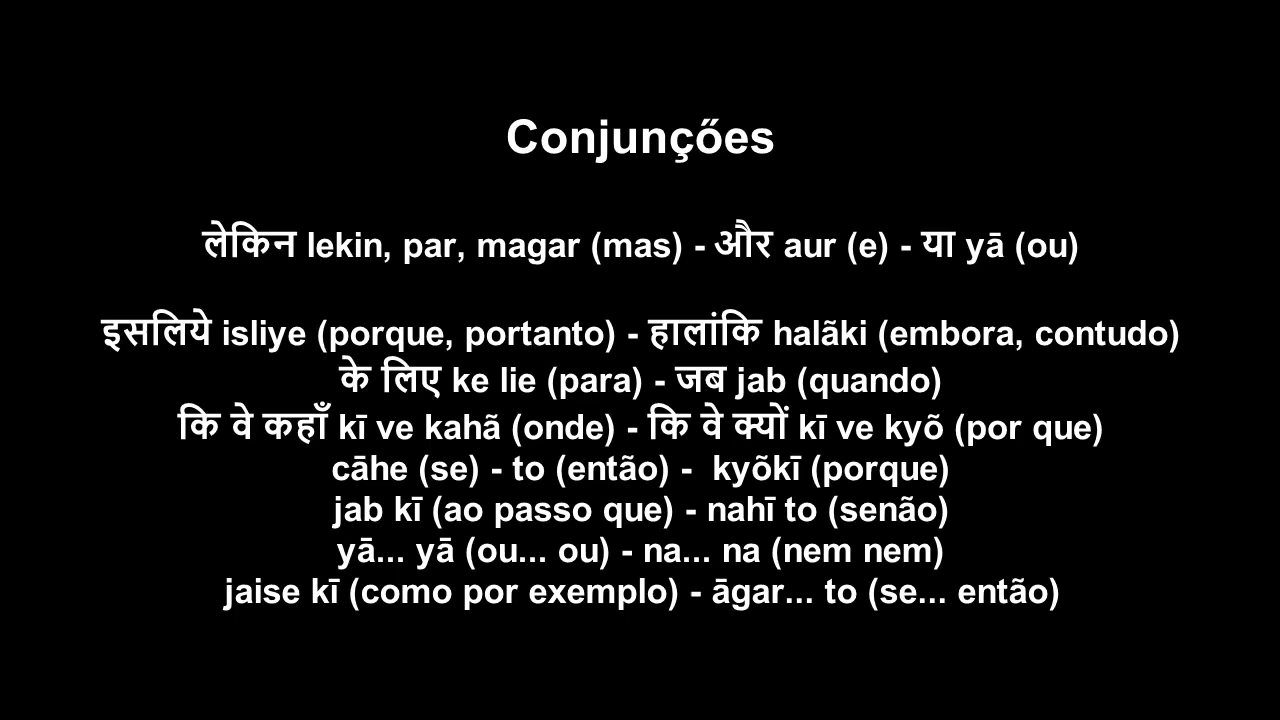 Conjunçőes
लेकिन lekin, par, magar (mas) - और aur (e) - या yā (ou)
इसलिये isliye (porque, portanto) - हालांकि halãki (embora, contudo)
के लिए ke lie (para) - जब jab (quando)
कि वे कहाँ kī ve kahã (onde) - कि वे क्यों kī ve kyõ (por que)
cāhe (se) - to (então) -  kyõkī (porque)
jab kī (ao passo que) - nahī to (senão)
yā... yā (ou... ou) - na... na (nem nem)
jaise kī (como por exemplo) - āgar... to (se... então)